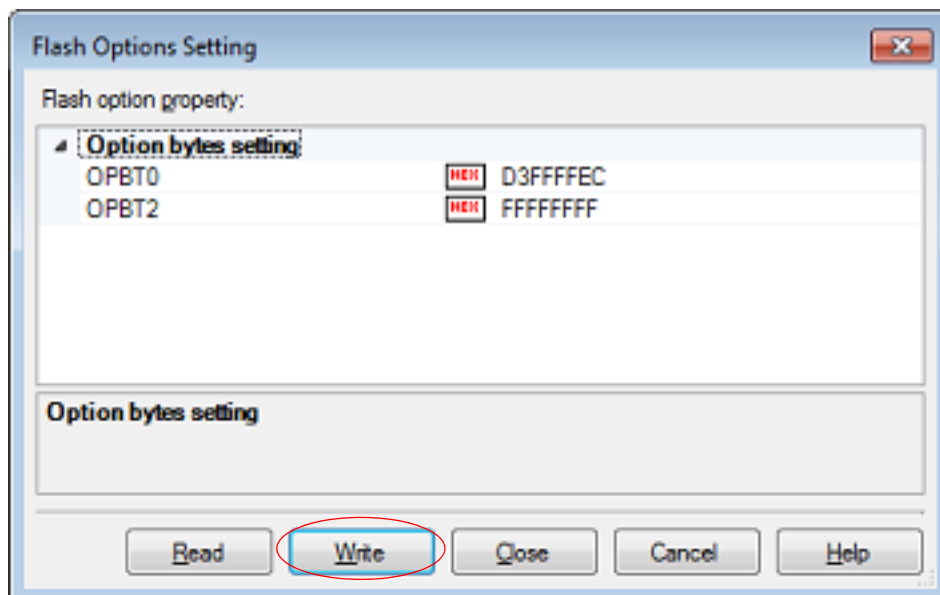 Flash Options Setting
Flash option property:
Option bytes setting
OPBT0 HEX D3FFFFEC
OPBT2 HEX FFFFFFFF
Option bytes setting
Read Write Close Cancel Help